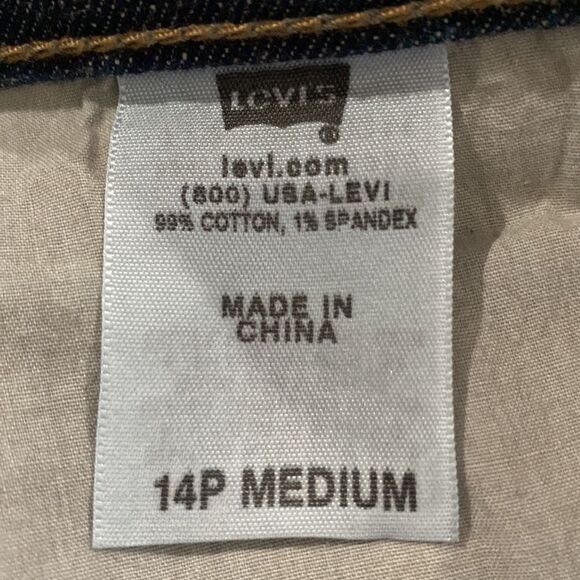 LEVI'S
®
levi.com
(800) USA-LEVI
99% COTTON, 1% SPANDEX
MADE IN
CHINA
14P MEDIUM